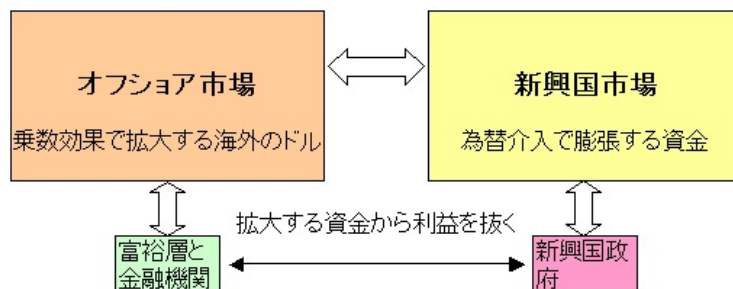 オフショア市場
新興国市場
乗数効果で拡大する海外のドル
為替介入で膨張する資金
拡大する資金から利益を抜く
富裕層と
金融機関
新興国政
府